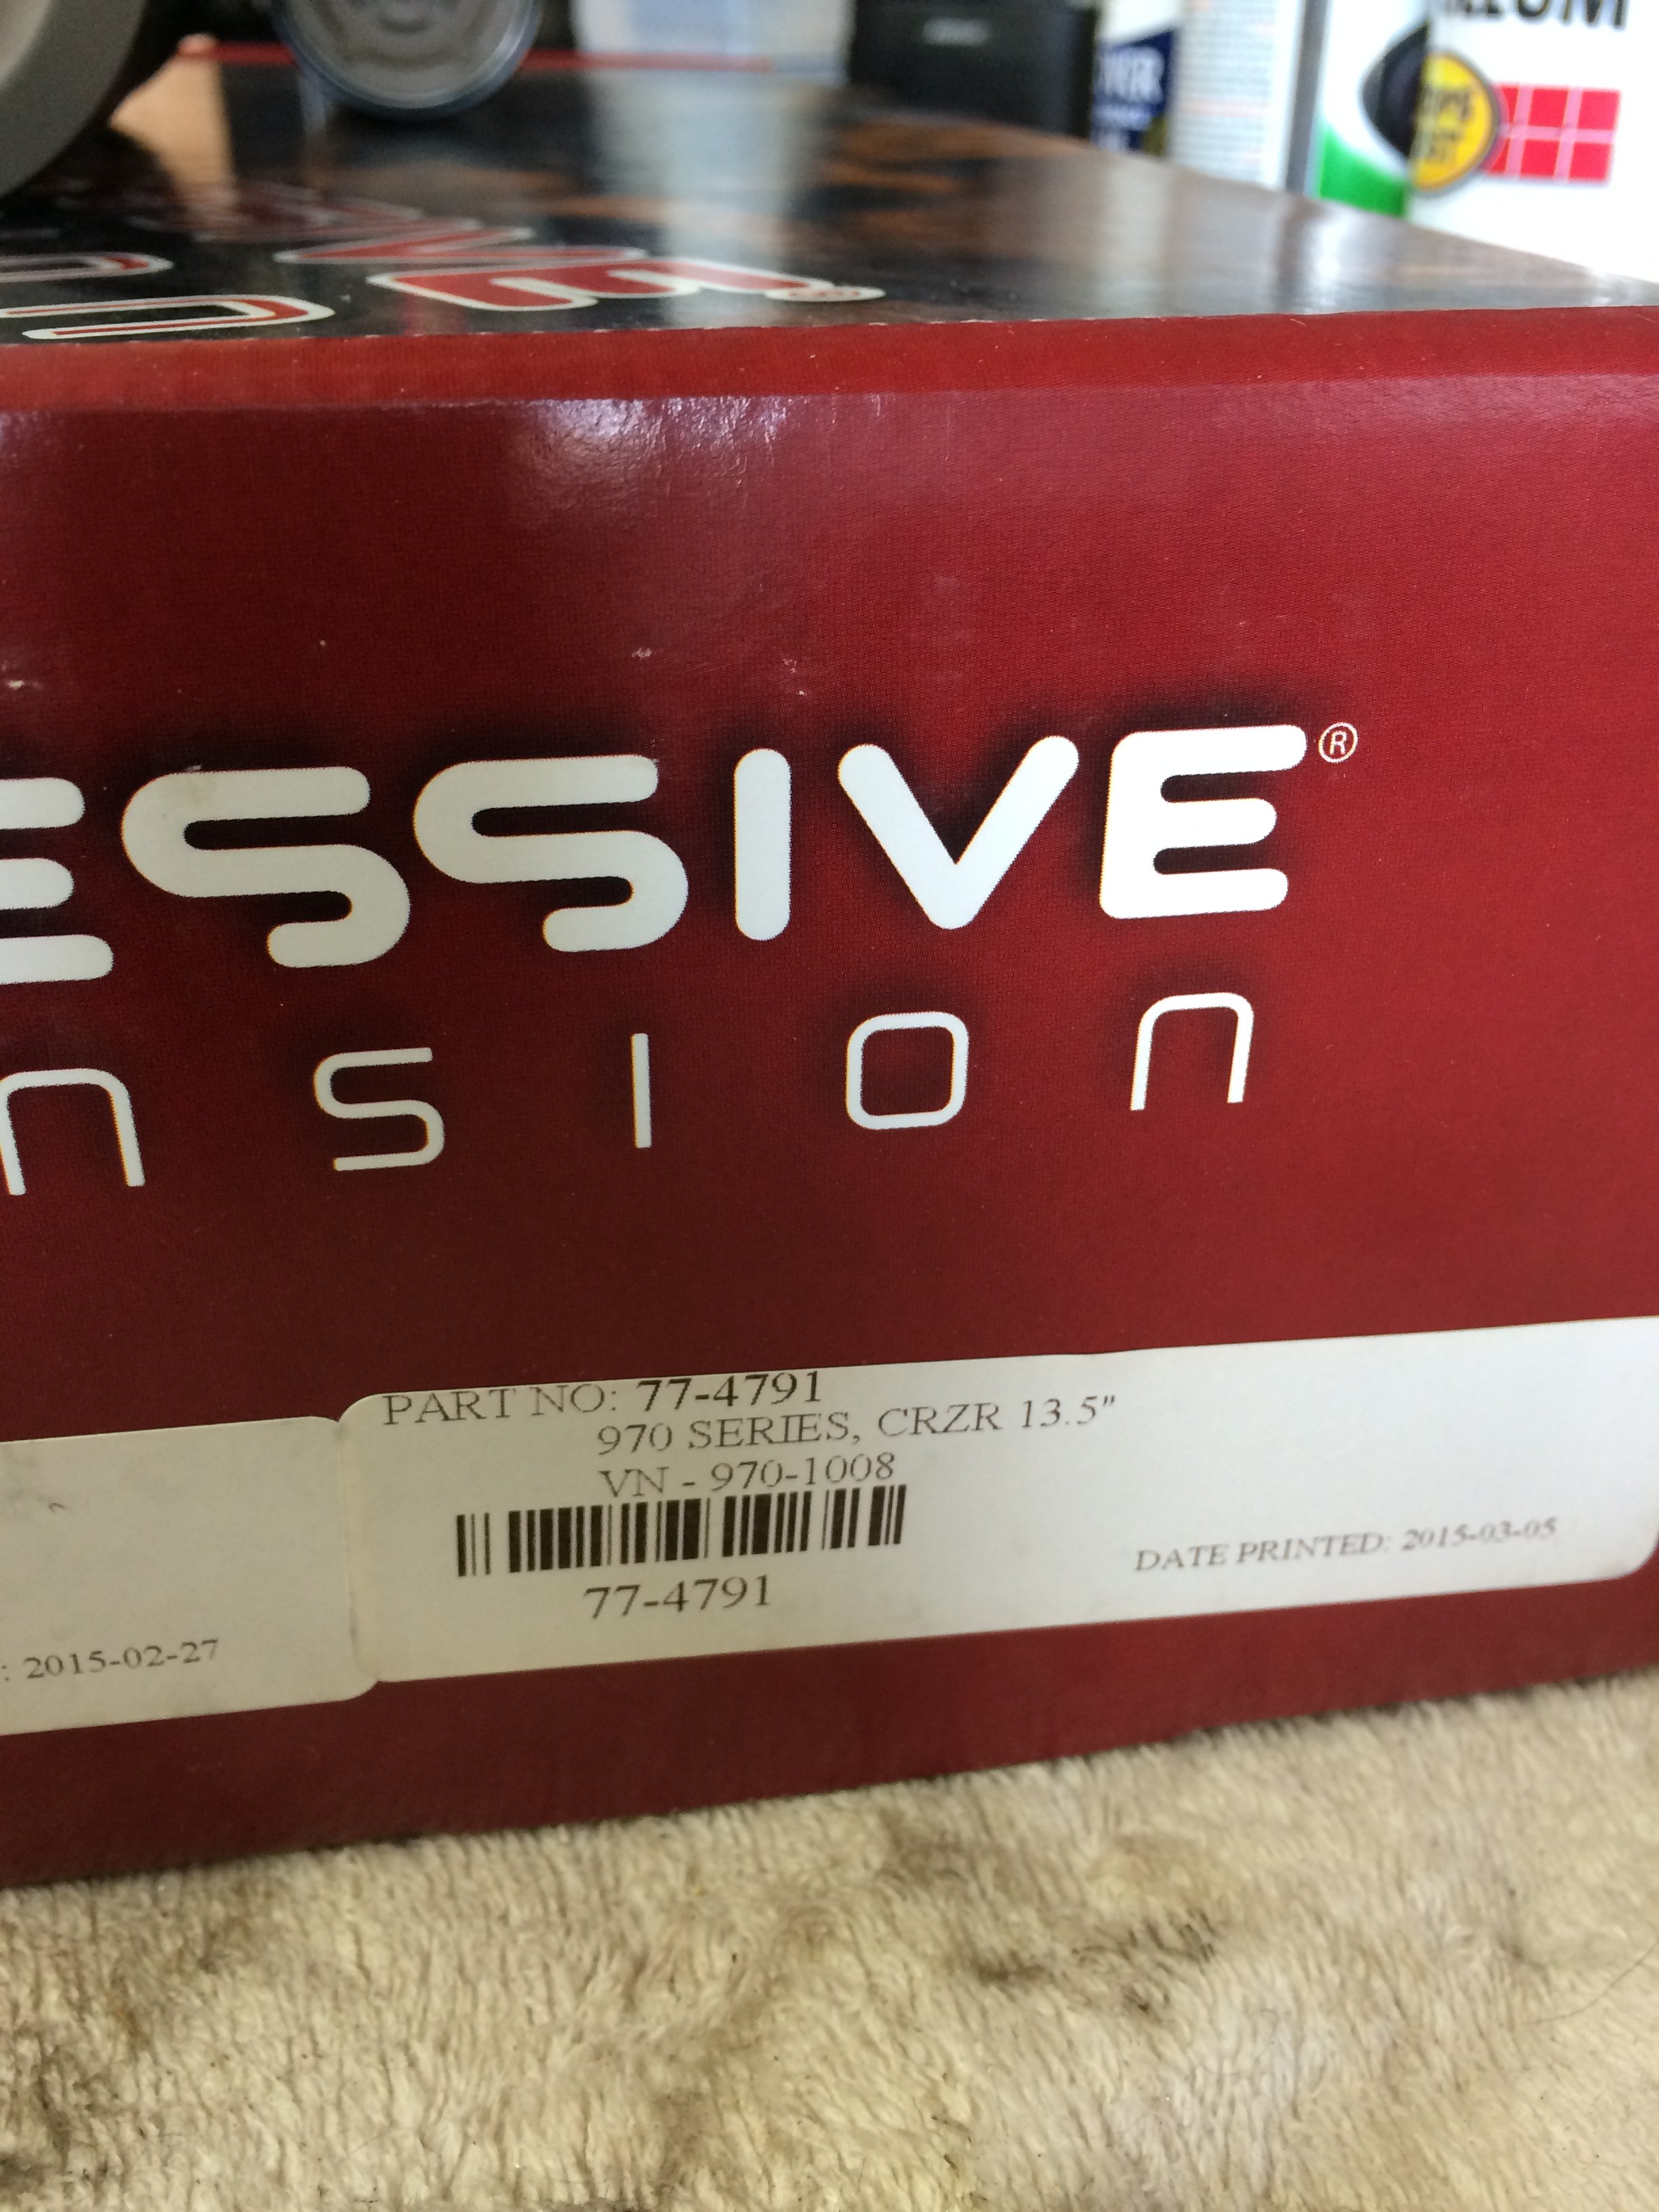 ESSIVE®
nsion
PART NO: 77-4791
970 SERIES, CRZR 13.5"
VN - 970-1008
77-4791
DATE PRINTED: 2015-03-05
: 2015-02-27